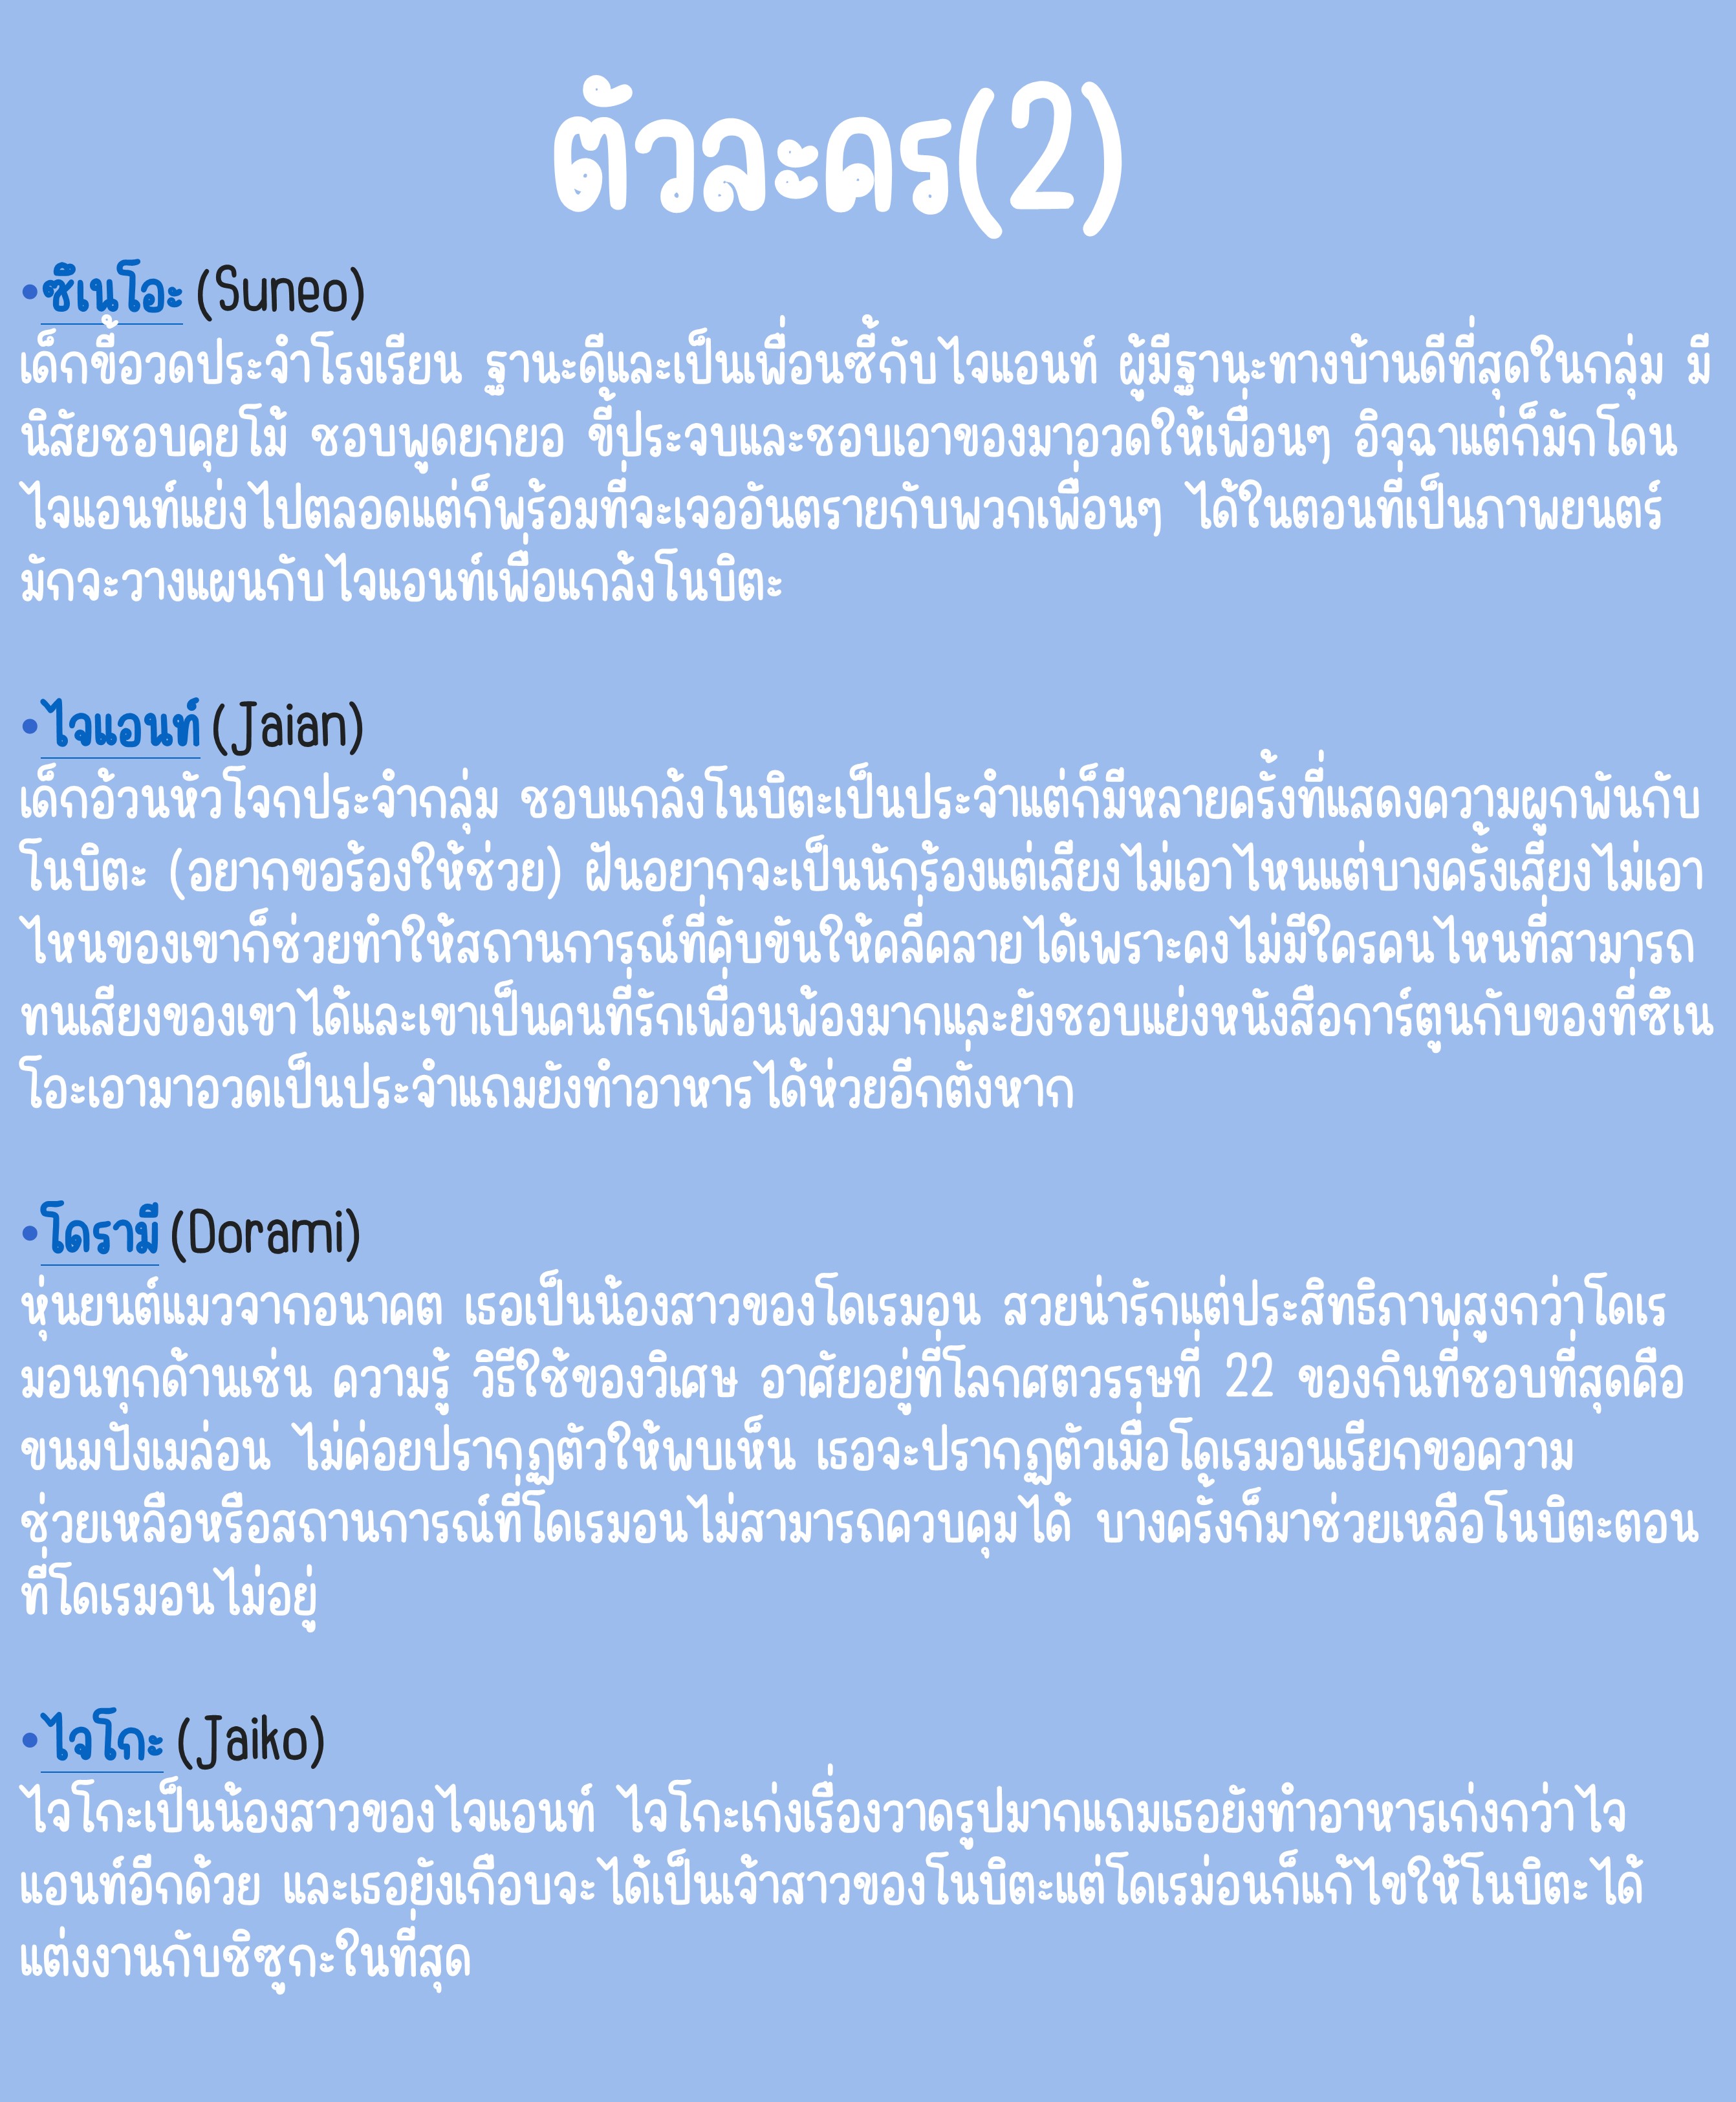 ตัวละคร(2)
•ซึเนโอะ (Suneo)
เด็กขี้อวดประจำโรงเรียน ฐานะดีและเป็นเพื่อนซี้กับไจแอนท์ ผู้มีฐานะทางบ้านดีที่สุดในกลุ่ม มี
นิสัยชอบคุยโม้ ชอบพูดยกยอ ขี้ประจบและชอบเอาของมาอวดให้เพื่อนๆ อิจฉาแต่ก็มักโดน
ไจแอนท์แย่งไปตลอดแต่ก็พร้อมที่จะเจออันตรายกับพวกเพื่อนๆ ได้ในตอนที่เป็นภาพยนตร์
มักจะวางแผนกับไจแอนท์เพื่อแกล้งโนบิตะ
•ไจแอนท์ (Jaian)
เด็กอ้วนหัวโจกประจำกลุ่ม ชอบแกล้งโนบิตะเป็นประจำแต่ก็มีหลายครั้งที่แสดงความผูกพันกับ
โนบิตะ (อยากขอร้องให้ช่วย) ฝันอยากจะเป็นนักร้องแต่เสียงไม่เอาไหนแต่บางครั้งเสียงไม่เอา
ไหนของเขาก็ช่วยทำให้สถานการณ์ที่คับขันให้คลี่คลายได้เพราะคงไม่มีใครคนไหนที่สามารถ
ทนเสียงของเขาได้และเขาเป็นคนที่รักเพื่อนพ้องมากและยังชอบแย่งหนังสือการ์ตูนกับของที่ซึเน
โอะเอามาอวดเป็นประจำแถมยังทำอาหารได้ห่วยอีกตั่งหาก
•โดรามี (Dorami)
หุ่นยนต์แมวจากอนาคต เธอเป็นน้องสาวของโดเรมอน สวยน่ารักแต่ประสิทธิภาพสูงกว่าโดเร
มอนทุกด้านเช่น ความรู้ วิธีใช้ของวิเศษ อาศัยอยู่ที่โลกศตวรรษที่ 22 ของกินที่ชอบที่สุดคือ
ขนมปังเมล่อน ไม่ค่อยปรากฏตัวให้พบเห็น เธอจะปรากฏตัวเมื่อโดเรมอนเรียกขอความ
ช่วยเหลือหรือสถานการณ์ที่โดเรมอนไม่สามารถควบคุมได้ บางครั้งก็มาช่วยเหลือโนบิตะตอน
ที่โดเรมอนไม่อยู่
•ไจโกะ (Jaiko)
ไจโกะเป็นน้องสาวของไจแอนท์ ไจโกะเก่งเรื่องวาดรูปมากแถมเธอยังทำอาหารเก่งกว่าไจ
แอนท์อีกด้วย และเธอยังเกือบจะได้เป็นเจ้าสาวของโนบิตะแต่โดเรม่อนก็แก้ไขให้โนบิตะได้
แต่งงานกับชิซูกะในที่สุด